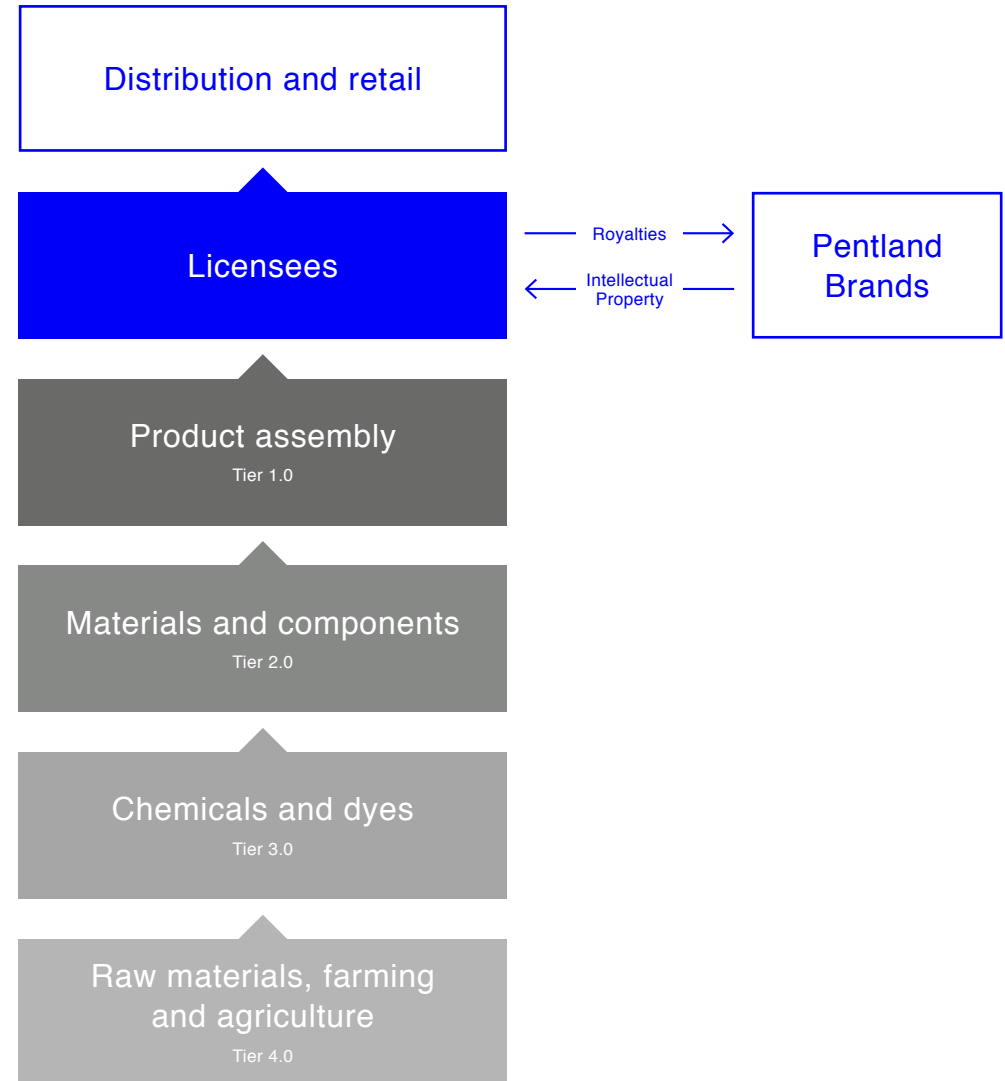 Distribution and retail
Licensees
Royalties
Intellectual
Property
Pentland
Brands
Product assembly
Tier 1.0
Materials and components
Tier 2.0
Chemicals and dyes
Tier 3.0
Raw materials, farming
and agriculture
Tier 4.0